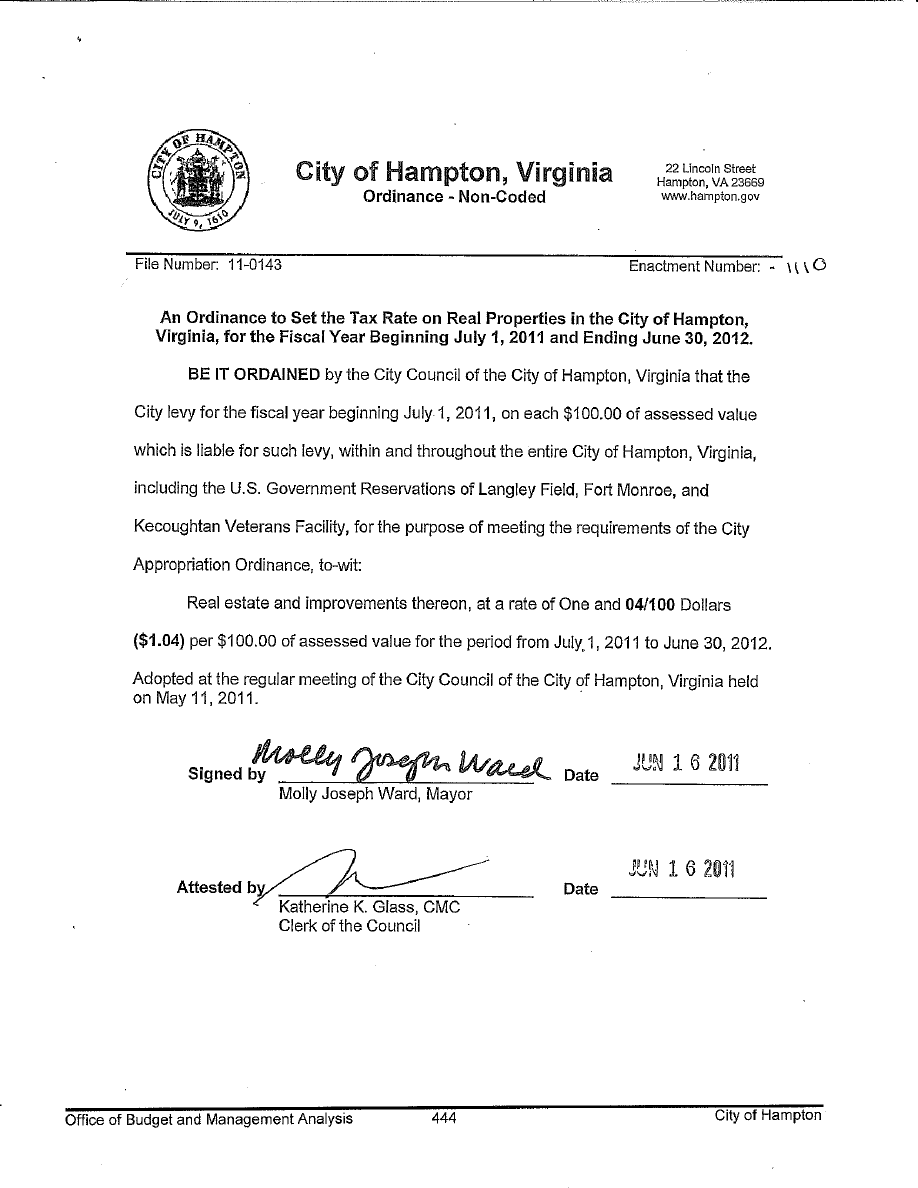 CITY OF HAMPTON
JULY 9, 1610
City of Hampton, Virginia
Ordinance - Non-Coded
22 Lincoln Street
Hampton, VA 23669
www.hampton.gov
File Number: 11-0143
Enactment Number: - 1110
An Ordinance to Set the Tax Rate on Real Properties in the City of Hampton,
Virginia, for the Fiscal Year Beginning July 1, 2011 and Ending June 30, 2012.
BE IT ORDAINED by the City Council of the City of Hampton, Virginia that the
City levy for the fiscal year beginning July 1, 2011, on each $100.00 of assessed value
which is liable for such levy, within and throughout the entire City of Hampton, Virginia,
including the U.S. Government Reservations of Langley Field, Fort Monroe, and
Kecoughtan Veterans Facility, for the purpose of meeting the requirements of the City
Appropriation Ordinance, to-wit:
Real estate and improvements thereon, at a rate of One and 04/100 Dollars
($1.04) per $100.00 of assessed value for the period from July 1, 2011 to June 30, 2012.
Adopted at the regular meeting of the City Council of the City of Hampton, Virginia held
on May 11, 2011.
Signed by Molly Joseph Ward Date JUN 16 2011
Molly Joseph Ward, Mayor
Attested by Date JUN 16 2011
Katherine K. Glass, CMC
Clerk of the Council
Office of Budget and Management Analysis 444 City of Hampton